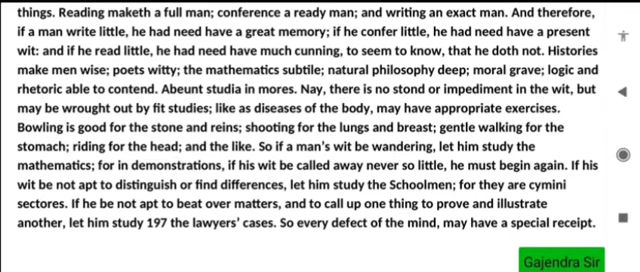 things. Reading maketh a full man; conference a ready man; and writing an exact man. And therefore,
if a man write little, he had need have a great memory; if he confer little, he had need have a present
wit: and if he read little, he had need have much cunning, to seem to know, that he doth not. Histories
make men wise; poets witty; the mathematics subtile; natural philosophy deep; moral grave; logic and
rhetoric able to contend. Abeunt studia in mores. Nay, there is no stond or impediment in the wit, but
may be wrought out by fit studies; like as diseases of the body, may have appropriate exercises.
Bowling is good for the stone and reins; shooting for the lungs and breast; gentle walking for the
stomach; riding for the head; and the like. So if a man's wit be wandering, let him study the
mathematics; for in demonstrations, if his wit be called away never so little, he must begin again. If his
wit be not apt to distinguish or find differences, let him study the Schoolmen; for they are cymini
sectores. If he be not apt to beat over matters, and to call up one thing to prove and illustrate
another, let him study 197 the lawyers' cases. So every defect of the mind, may have a special receipt.
Gajendra Sir